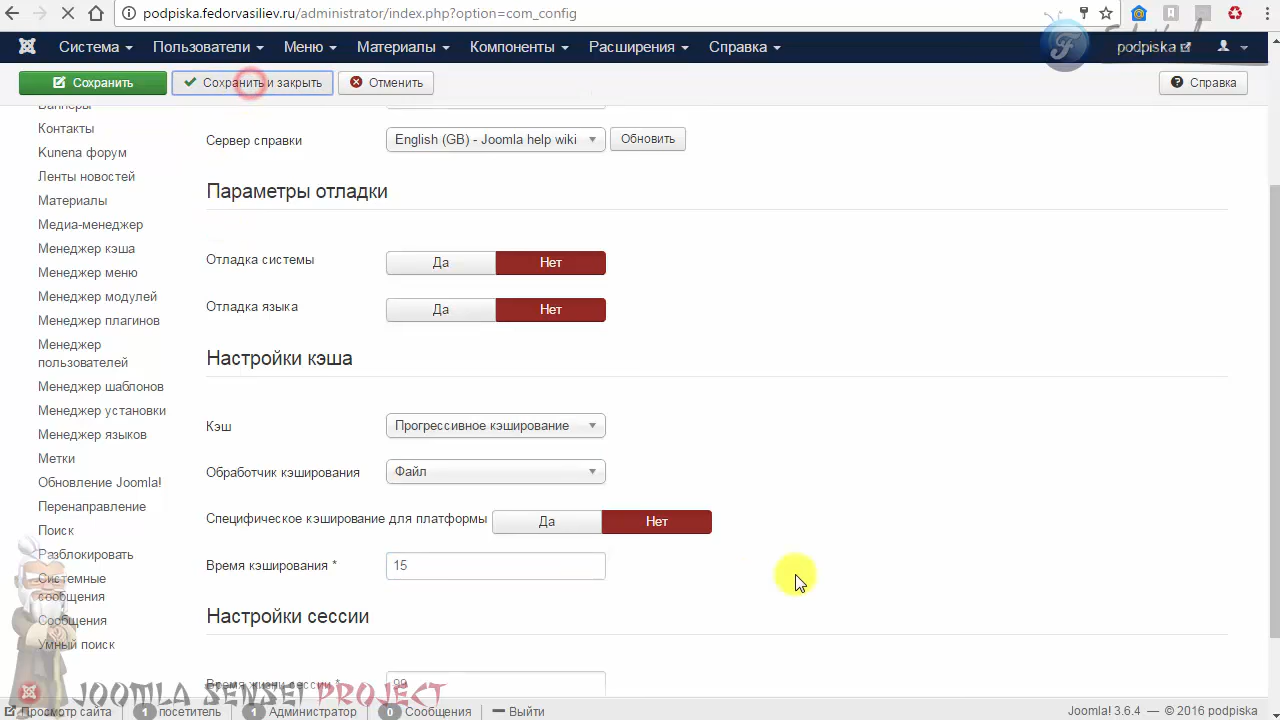 podpiska.fedorvasiliev.ru/administrator/index.php?option=com_config
Система Пользователи Меню Материалы Компоненты Расширения Справка podpiska
Сохранить Сохранить и закрыть Отменить Справка
Баннеры
Контакты
Kunena форум
Ленты новостей
Материалы
Медиа-менеджер
Менеджер кэша
Менеджер меню
Менеджер модулей
Менеджер плагинов
Менеджер
пользователей
Менеджер шаблонов
Менеджер установки
Менеджер языков
Метки
Обновление Joomla!
Перенаправление
Поиск
Разблокировать
Системные
сообщения
Сообщения
Умный поиск
Сервер справки English (GB) - Joomla help wiki Обновить
Параметры отладки
Отладка системы Да Нет
Отладка языка Да Нет
Настройки кэша
Кэш Прогрессивное кэширование
Обработчик кэширования Файл
Специфическое кэширование для платформы Да Нет
Время кэширования * 15
Настройки сессии
Время жизни сессии * 99
JOOMLA SENSEI PROJECT
Просмотр сайта 1 посетитель 1 Администратор 0 Сообщения Выйти Joomla! 3.6.4 — © 2016 podpiska